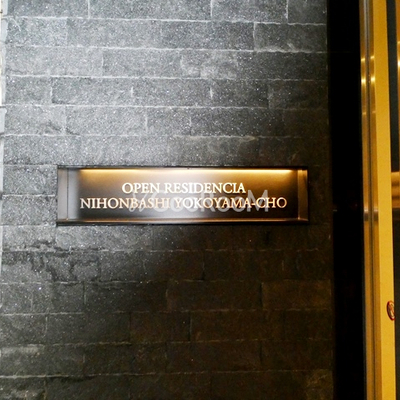 OPEN RESIDENCIA
NIHONBASHI YOKOYAMA-CHO